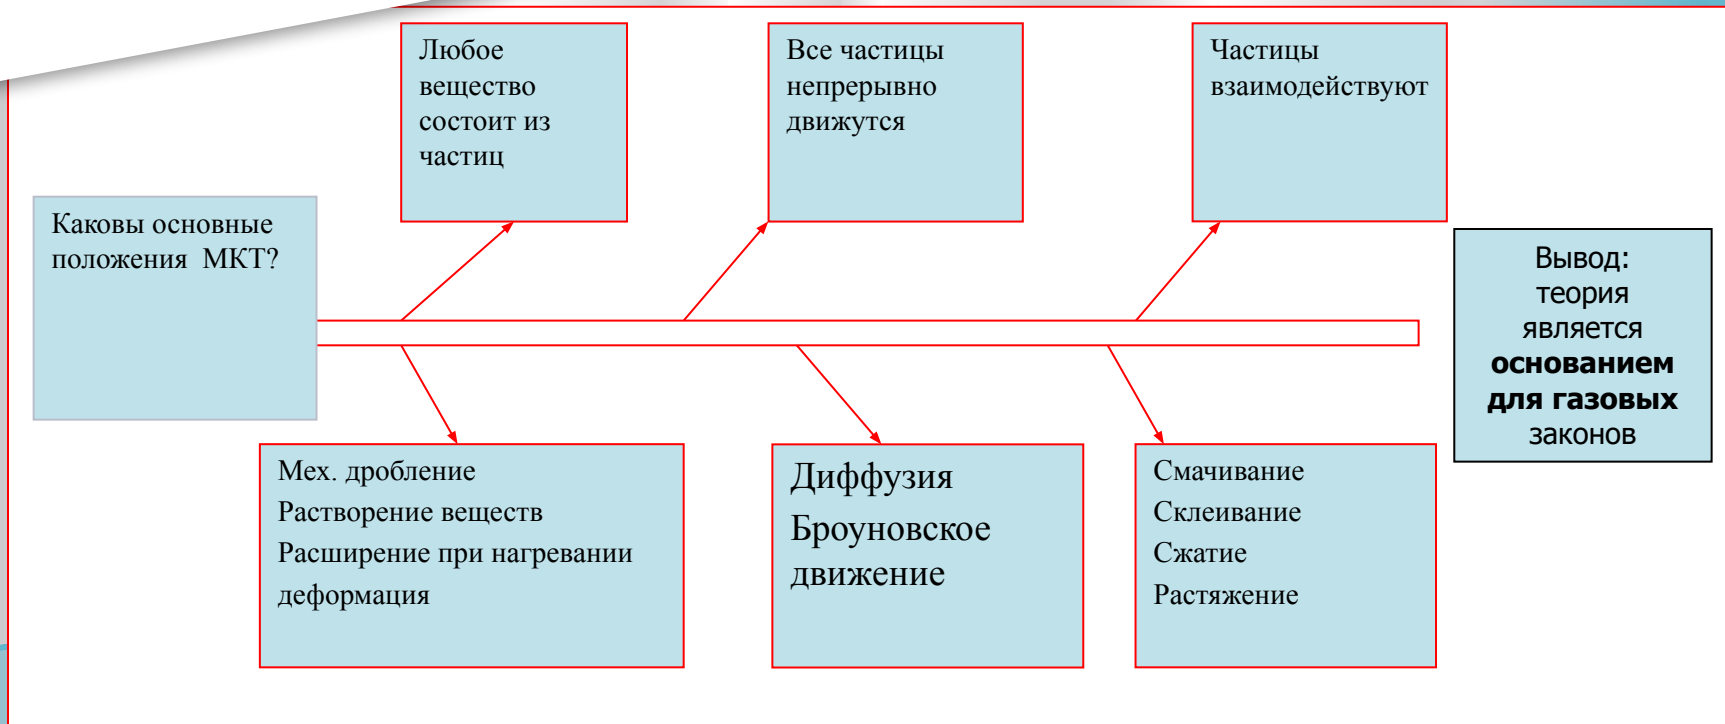 Любое
вещество
состоит из
частиц
Все частицы
непрерывно
движутся
Частицы
взаимодействуют
Каковы основные
положения МКТ?
Вывод:
теория
является
основанием
для газовых
законов
Мех. дробление
Растворение веществ
Расширение при нагревании
деформация
Диффузия
Броуновское
движение
Смачивание
Склеивание
Сжатие
Растяжение